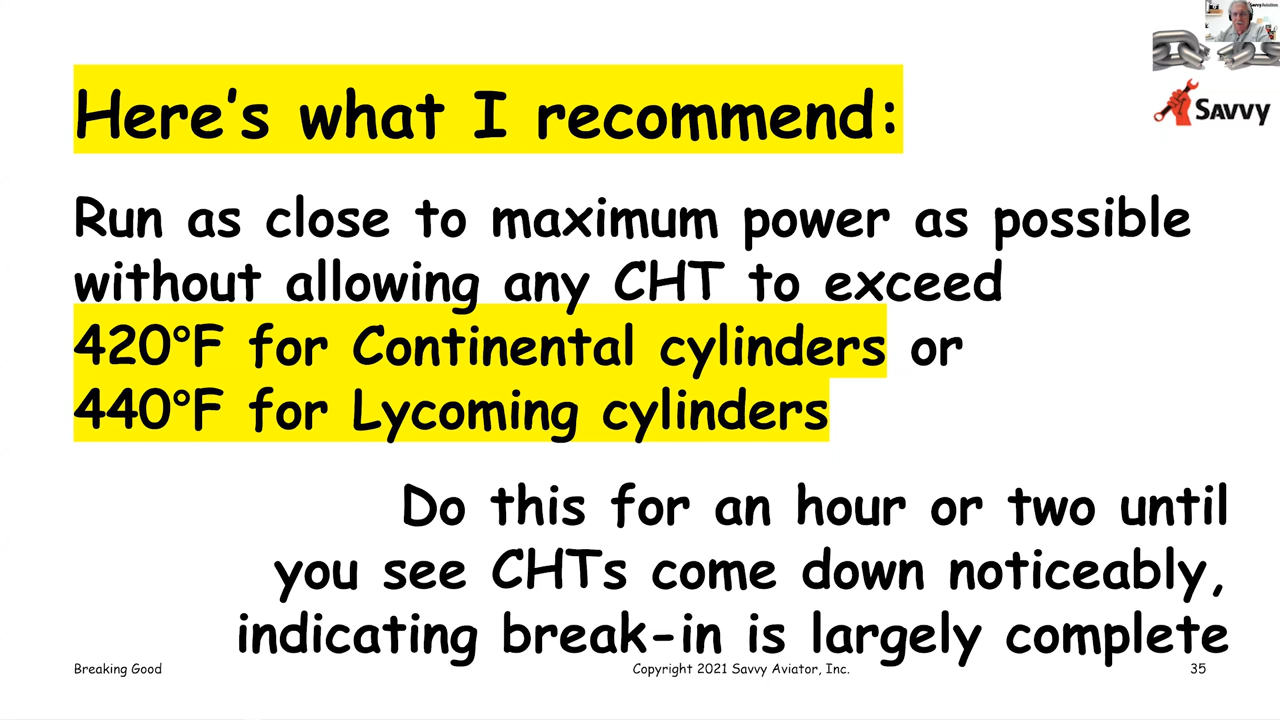 Here's what I recommend:
SAVVY
Run as close to maximum power as possible
without allowing any CHT to exceed
420°F for Continental cylinders or
440°F for Lycoming cylinders
Do this for an hour or two until
you see CHTs come down noticeably,
indicating break-in is largely complete
Breaking Good
Copyright 2021 Savvy Aviator, Inc.
35